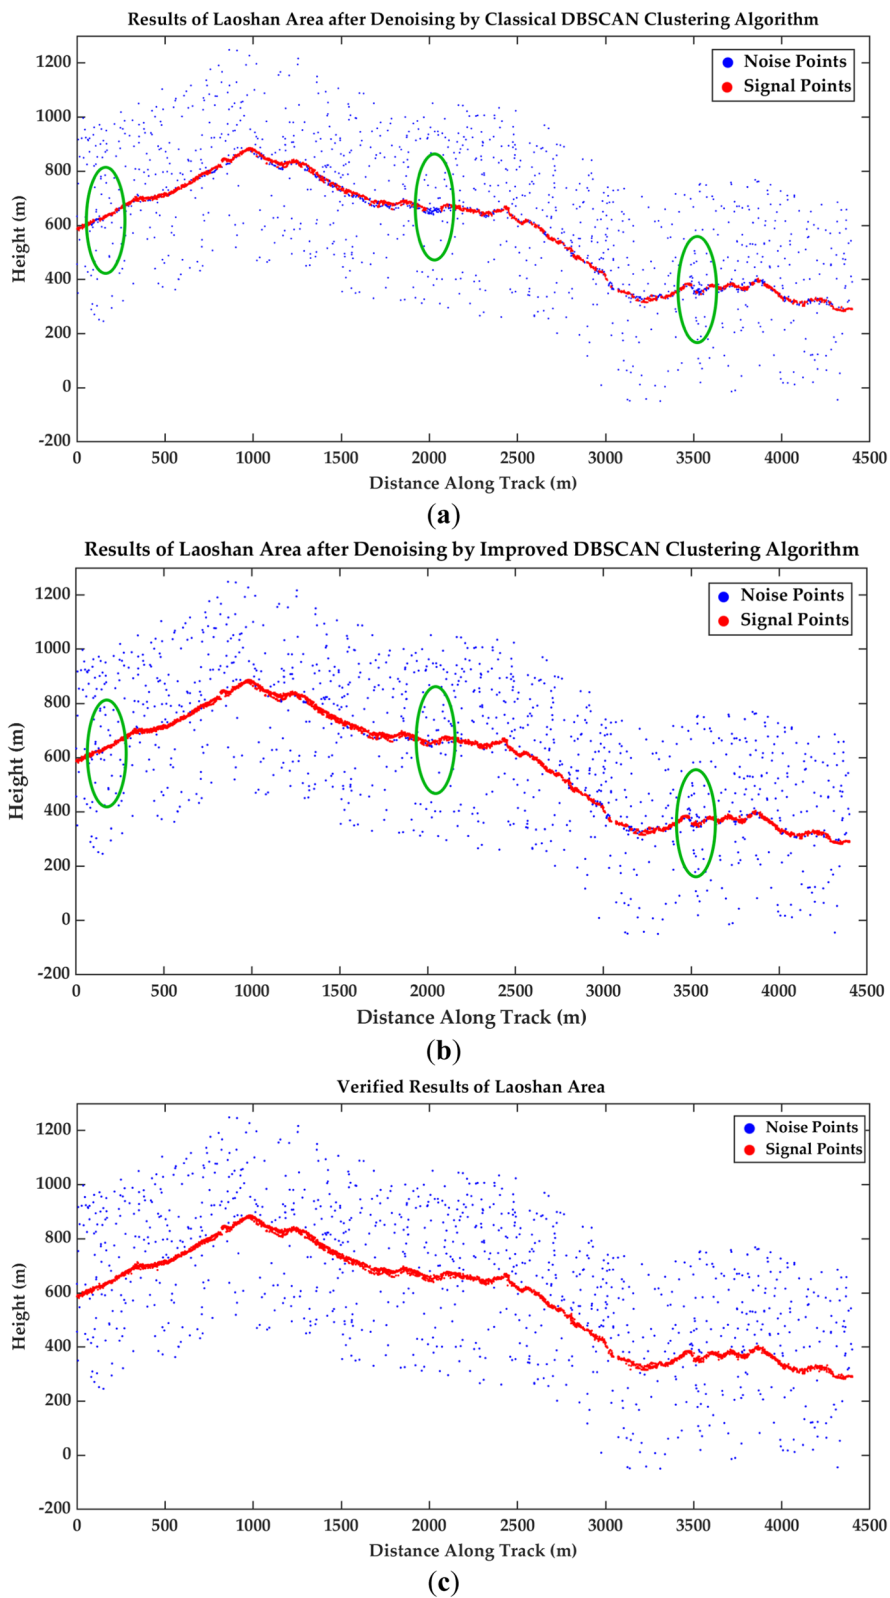 Results of Laoshan Area after Denoising by Classical DBSCAN Clustering Algorithm
Noise Points
Signal Points
1200
1000
800
600
400
200
0
-200
Height (m)
0 500 1000 1500 2000 2500 3000 3500 4000 4500
Distance Along Track (m)
(a)
Results of Laoshan Area after Denoising by Improved DBSCAN Clustering Algorithm
Noise Points
Signal Points
1200
1000
800
600
400
200
0
-200
Height (m)
0 500 1000 1500 2000 2500 3000 3500 4000 4500
Distance Along Track (m)
(b)
Verified Results of Laoshan Area
Noise Points
Signal Points
1200
1000
800
600
400
200
0
-200
Height (m)
0 500 1000 1500 2000 2500 3000 3500 4000 4500
Distance Along Track (m)
(c)